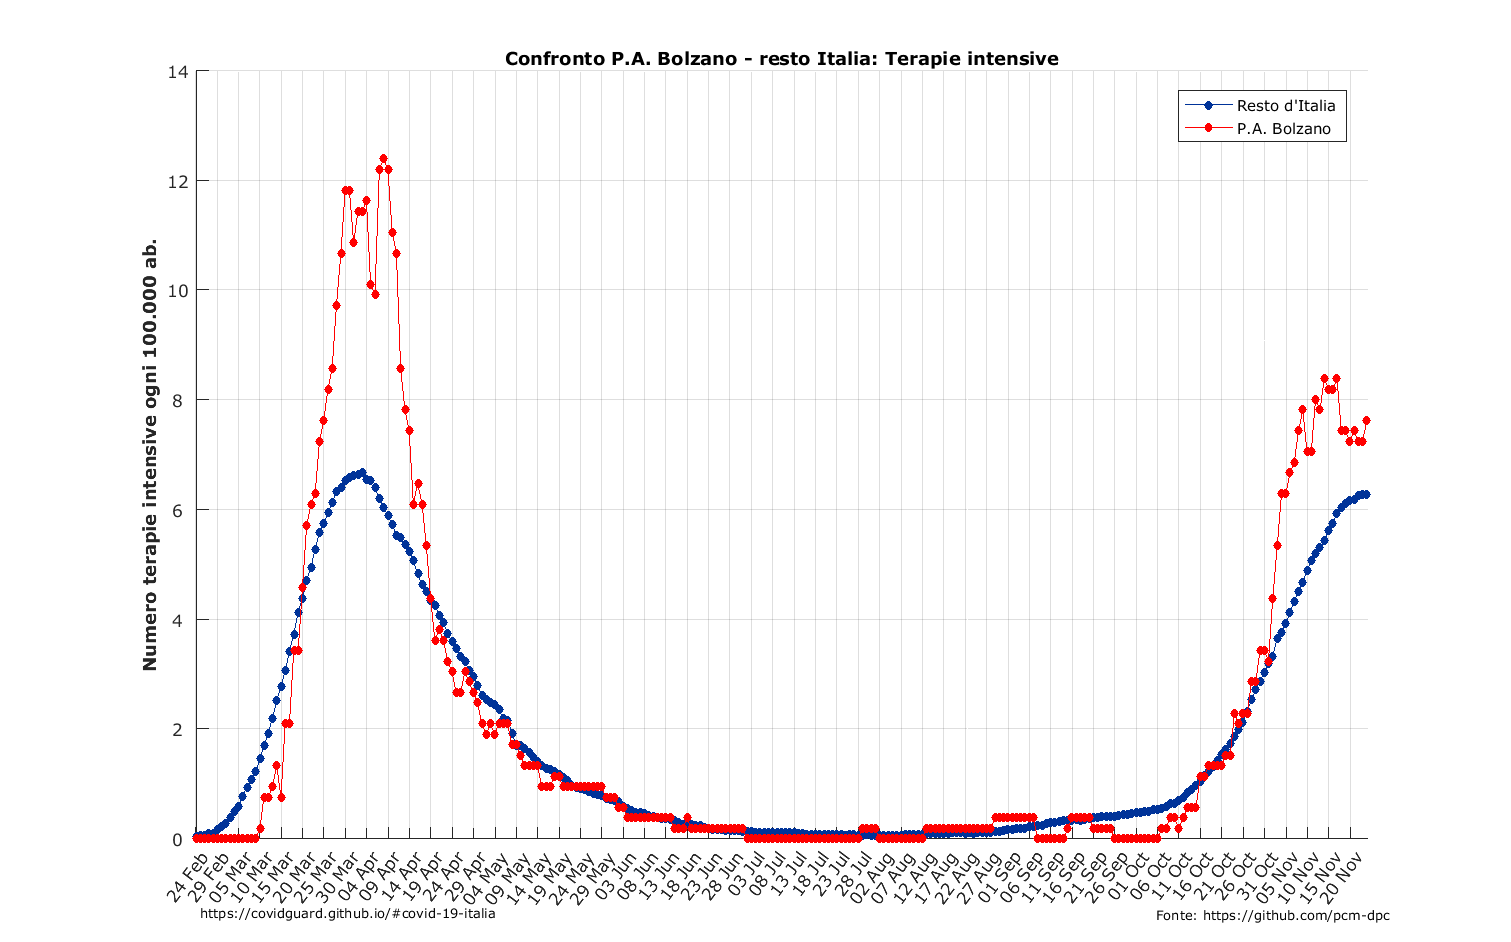 Confronto P.A. Bolzano - resto Italia: Terapie intensive
Resto d'Italia
P.A. Bolzano
Numero terapie intensive ogni 100.000 ab.
14
12
10
8
6
4
2
0
24 Feb
29 Feb
05 Mar
10 Mar
15 Mar
20 Mar
25 Mar
30 Mar
04 Apr
09 Apr
14 Apr
19 Apr
24 Apr
29 Apr
04 May
09 May
14 May
19 May
24 May
29 May
03 Jun
08 Jun
13 Jun
18 Jun
23 Jun
28 Jun
03 Jul
08 Jul
13 Jul
18 Jul
23 Jul
28 Jul
02 Aug
07 Aug
12 Aug
17 Aug
22 Aug
27 Aug
01 Sep
06 Sep
11 Sep
16 Sep
21 Sep
26 Sep
01 Oct
06 Oct
11 Oct
16 Oct
21 Oct
26 Oct
31 Oct
05 Nov
10 Nov
15 Nov
20 Nov
https://covidguard.github.io/#covid-19-italia
Fonte: https://github.com/pcm-dpc